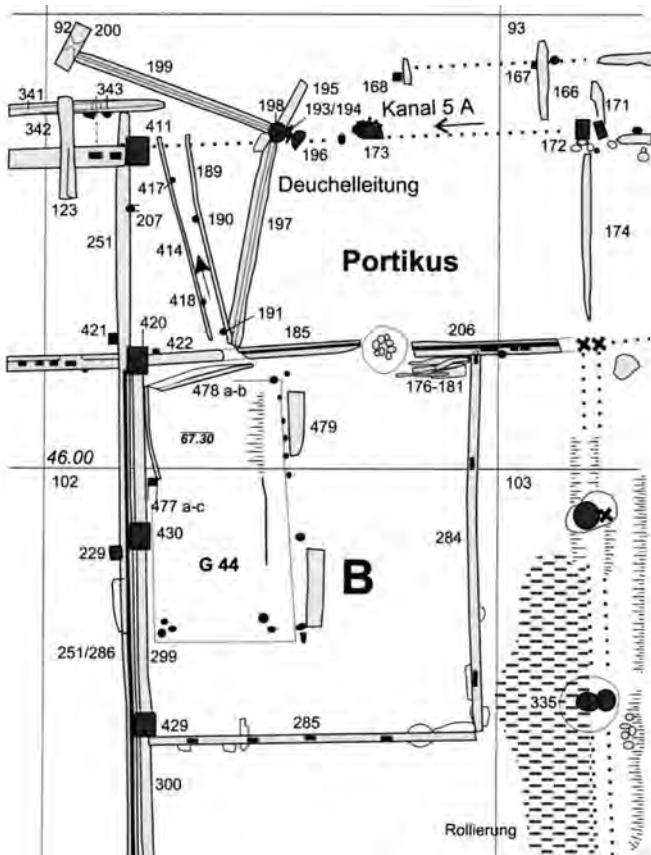 92 200 93
199 195 168 167 166
341 343
342 198 193/194 Kanal 5 A 171
411 189 196 173 172
417 Deuchelleitung
123 207 190 197 174
251 414
Portikus
418
421 420 191
422 185 206
478 a-b 176-181
67.30 479
46.00
102 103
477 a-c
430 284
229 G 44 B
251/286 299
335
429 285
300
Rollierung